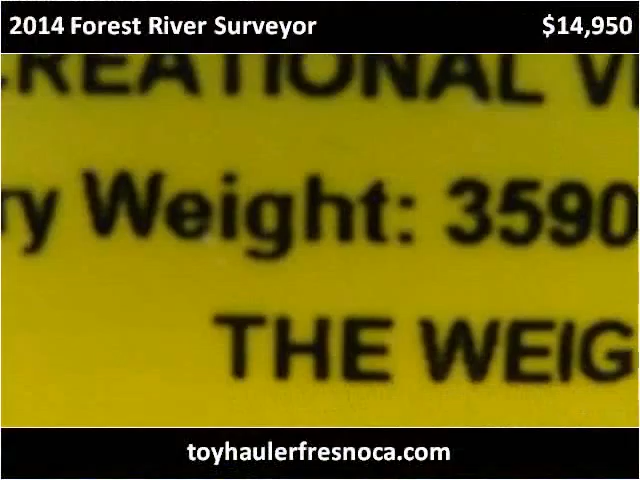 2014 Forest River Surveyor $14,950
REATIONAL V
ry Weight: 3590
THE WEIG
toyhaulerfresnoca.com